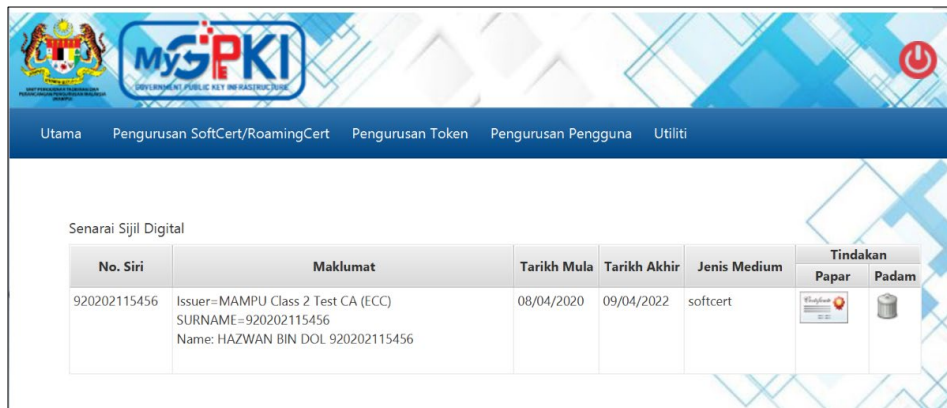 MyGPKI
GOVERNMENT PUBLIC KEY INFRASTRUCTURE
Utama Pengurusan SoftCert/RoamingCert Pengurusan Token Pengurusan Pengguna Utiliti
Senarai Sijil Digital
No. Siri Maklumat Tarikh Mula Tarikh Akhir Jenis Medium Tindakan
Papar Padam
920202115456 Issuer=MAMPU Class 2 Test CA (ECC) 08/04/2020 09/04/2022 softcert
SURNAME=920202115456
Name: HAZWAN BIN DOL 920202115456